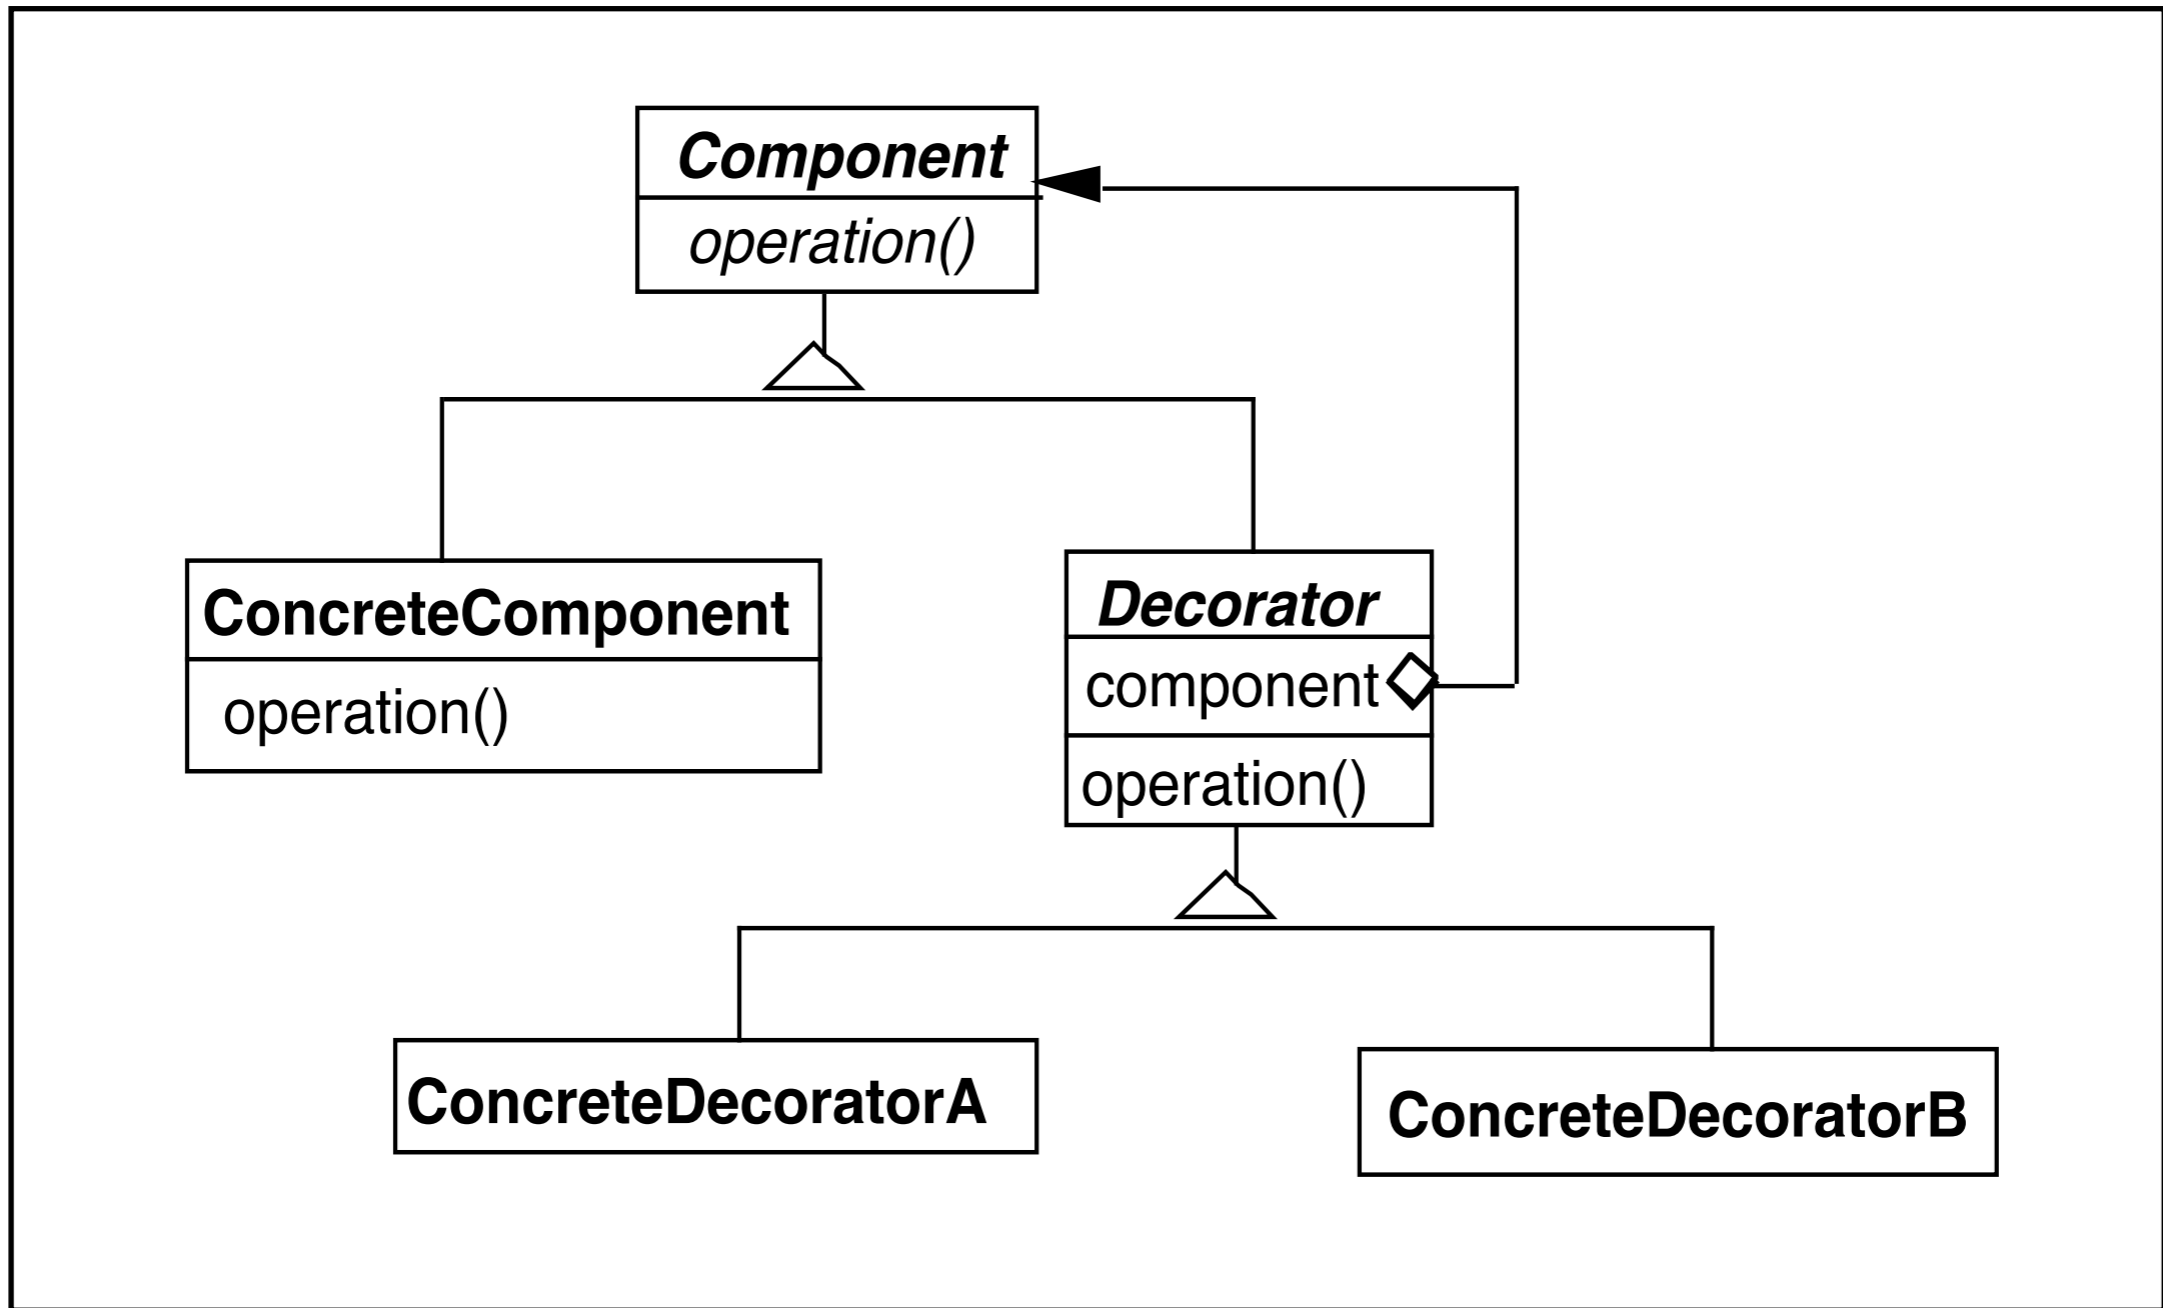 Component
operation()
ConcreteComponent
operation()
Decorator
component
operation()
ConcreteDecoratorA
ConcreteDecoratorB